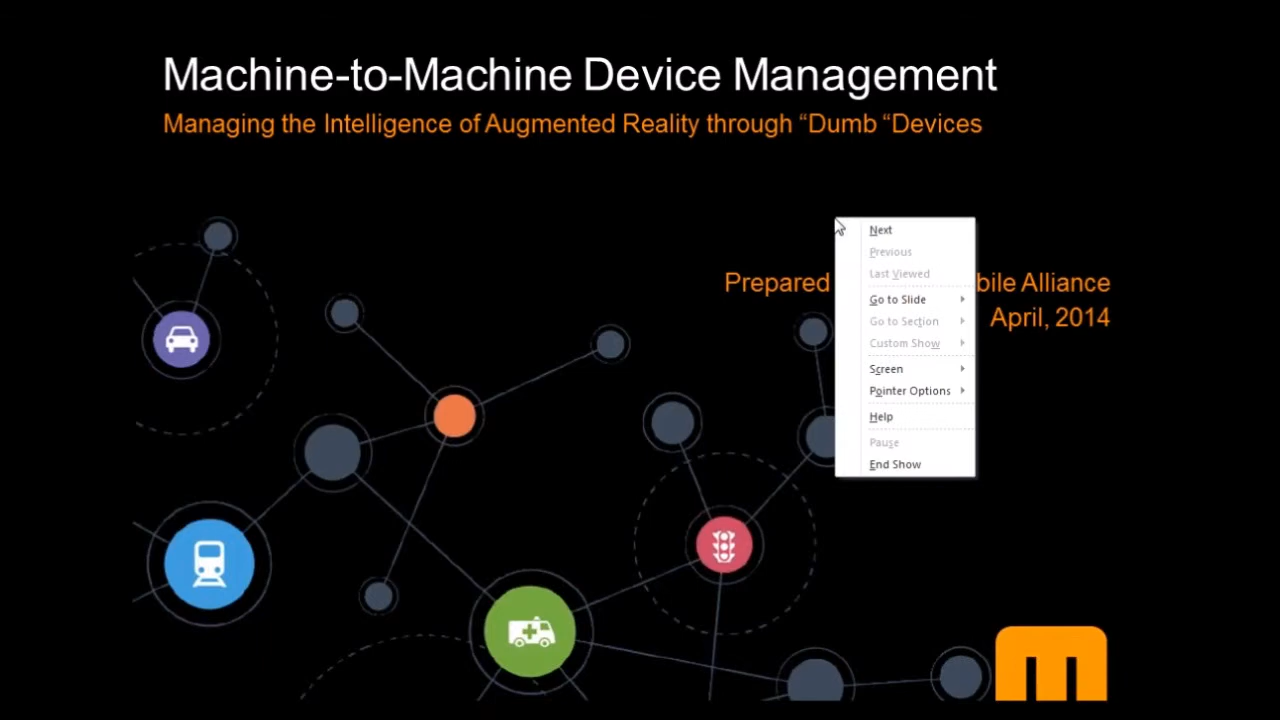 Machine-to-Machine Device Management
Managing the Intelligence of Augmented Reality through “Dumb “Devices
Prepared
bile Alliance
April, 2014
Next
Previous
Last Viewed
Go to Slide
Go to Section
Custom Show
Screen
Pointer Options
Help
Pause
End Show